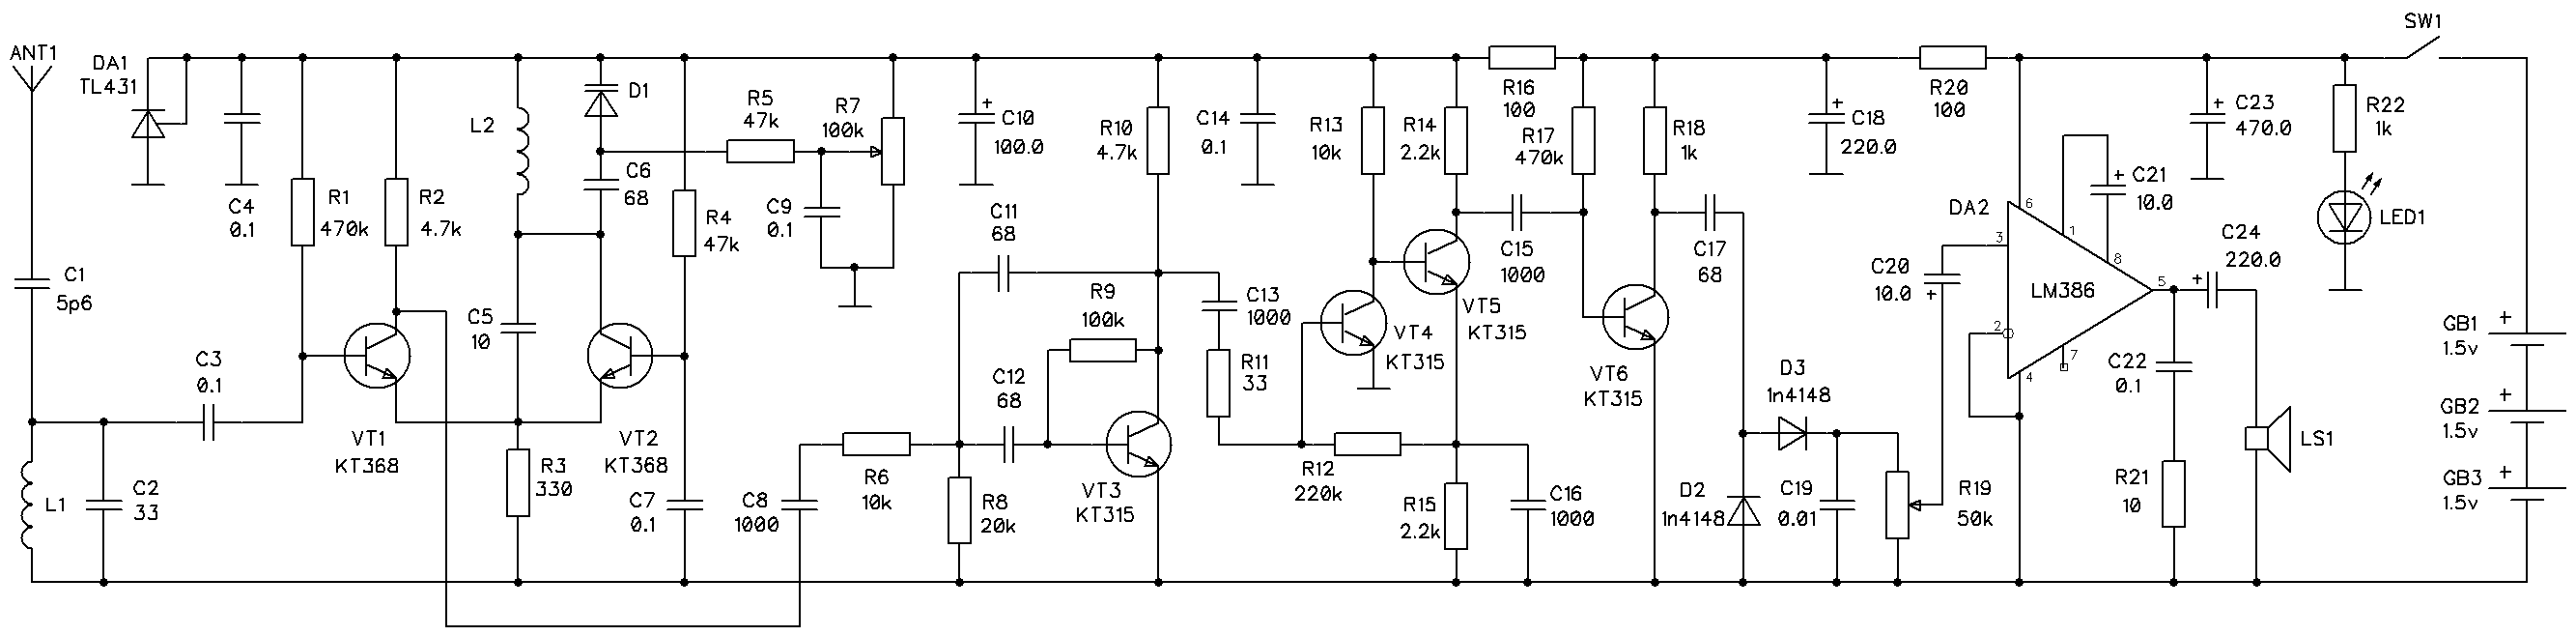 ANT1
DA1
TL431
D1
L2
R5
47k
R7
100k
C10
100.0
R10
4.7k
C14
0.1
R13
10k
R14
2.2k
R16
100
R17
470k
R18
1k
C18
220.0
R20
100
SW1
C23
470.0
R22
1k
C4
0.1
R1
470k
R2
4.7k
C6
68
R4
47k
C9
0.1
C11
68
C15
1000
C17
68
DA2
6
3
1
8
2
7
4
5
LM386
C21
10.0
C20
10.0
C24
220.0
LED1
C1
5p6
C5
10
C3
0.1
VT1
KT368
VT2
KT368
R9
100k
C13
1000
R11
33
C12
68
VT4
KT315
VT5
KT315
VT6
KT315
D3
1n4148
C22
0.1
GB1
1.5v
GB2
1.5v
GB3
1.5v
LS1
L1
C2
33
R3
330
C7
0.1
C8
1000
R6
10k
R8
20k
VT3
KT315
R12
220k
R15
2.2k
C16
1000
D2
1n4148
C19
0.01
R19
50k
R21
10